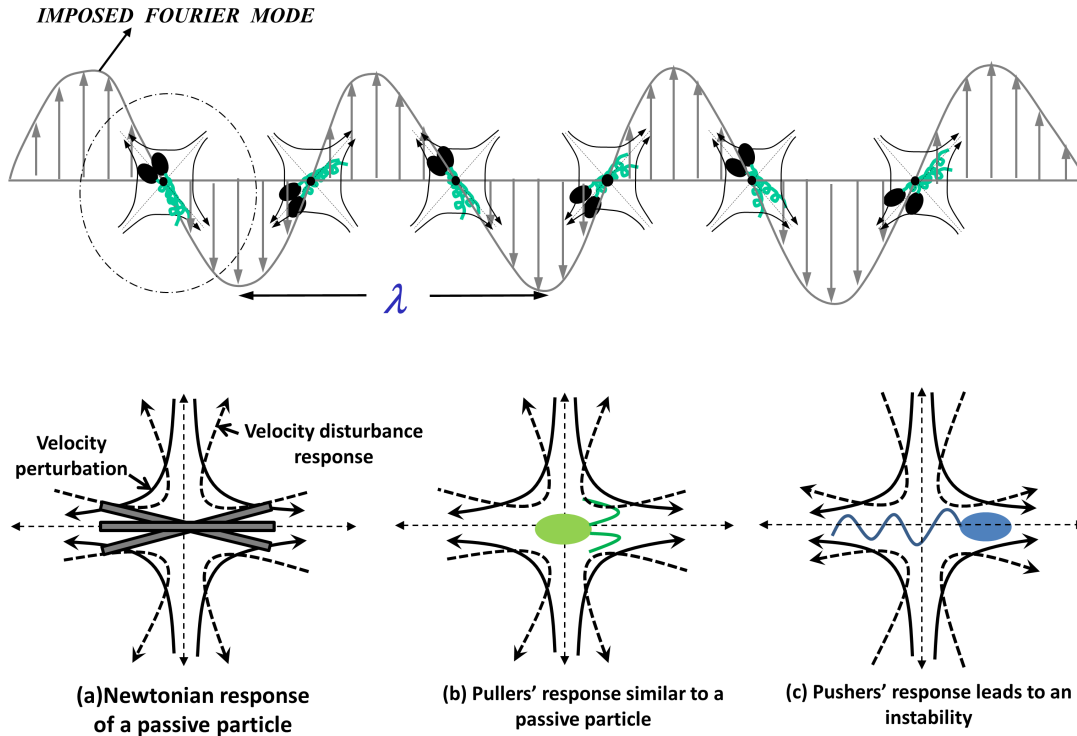 IMPOSED FOURIER MODE
λ
Velocity
perturbation
Velocity disturbance
response
(a)Newtonian response
of a passive particle
(b) Pullers’ response similar to a
passive particle
(c) Pushers’ response leads to an
instability